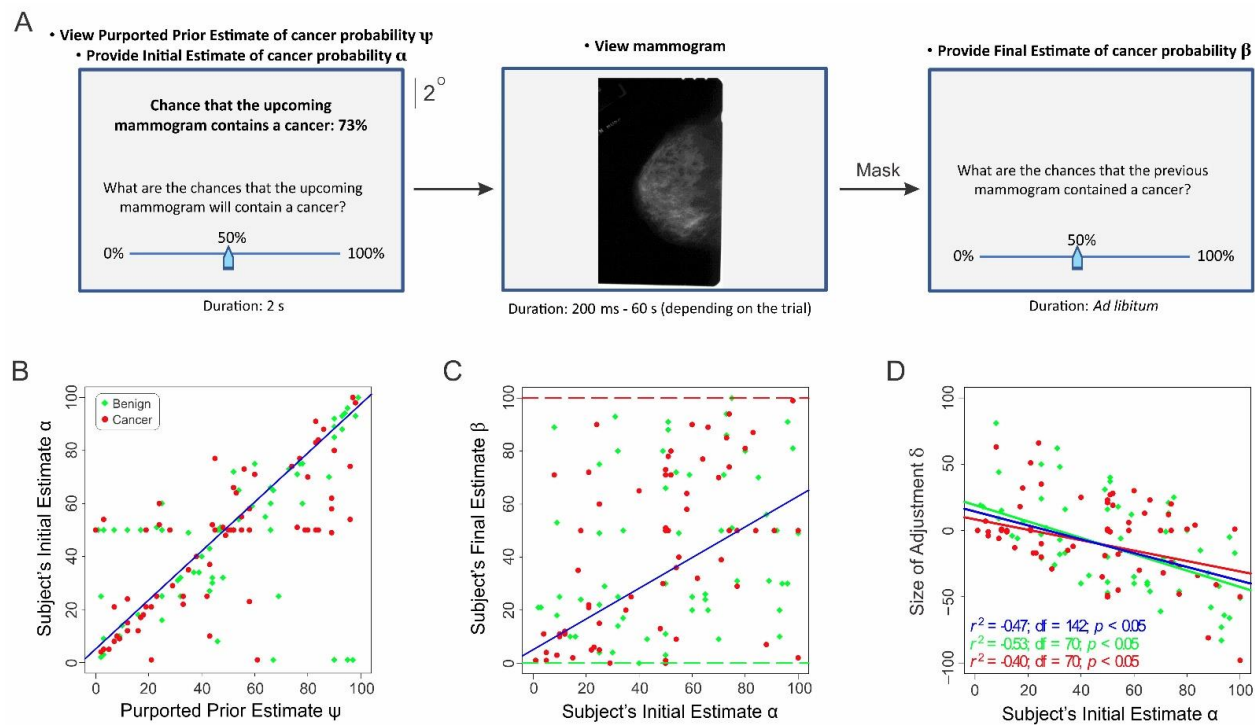 A
• View Purported Prior Estimate of cancer probability ψ
• Provide Initial Estimate of cancer probability α
Chance that the upcoming
mammogram contains a cancer: 73%
What are the chances that the upcoming
mammogram will contain a cancer?
50%
0%
100%
Duration: 2 s
2°
• View mammogram
Duration: 200 ms - 60 s (depending on the trial)
Mask
• Provide Final Estimate of cancer probability β
What are the chances that the previous
mammogram contained a cancer?
50%
0%
100%
Duration: Ad libitum
B
Subject's Initial Estimate α
100
80
60
40
20
0
Benign
Cancer
0 20 40 60 80 100
Purported Prior Estimate ψ
C
Subject's Final Estimate β
100
80
60
40
20
0
0 20 40 60 80 100
Subject's Initial Estimate α
D
Size of Adjustment δ
100
50
0
−50
−100
r² = -0.47; df = 142; p < 0.05
r² = -0.53; df = 70; p < 0.05
r² = -0.40; df = 70; p < 0.05
0 20 40 60 80 100
Subject's Initial Estimate α